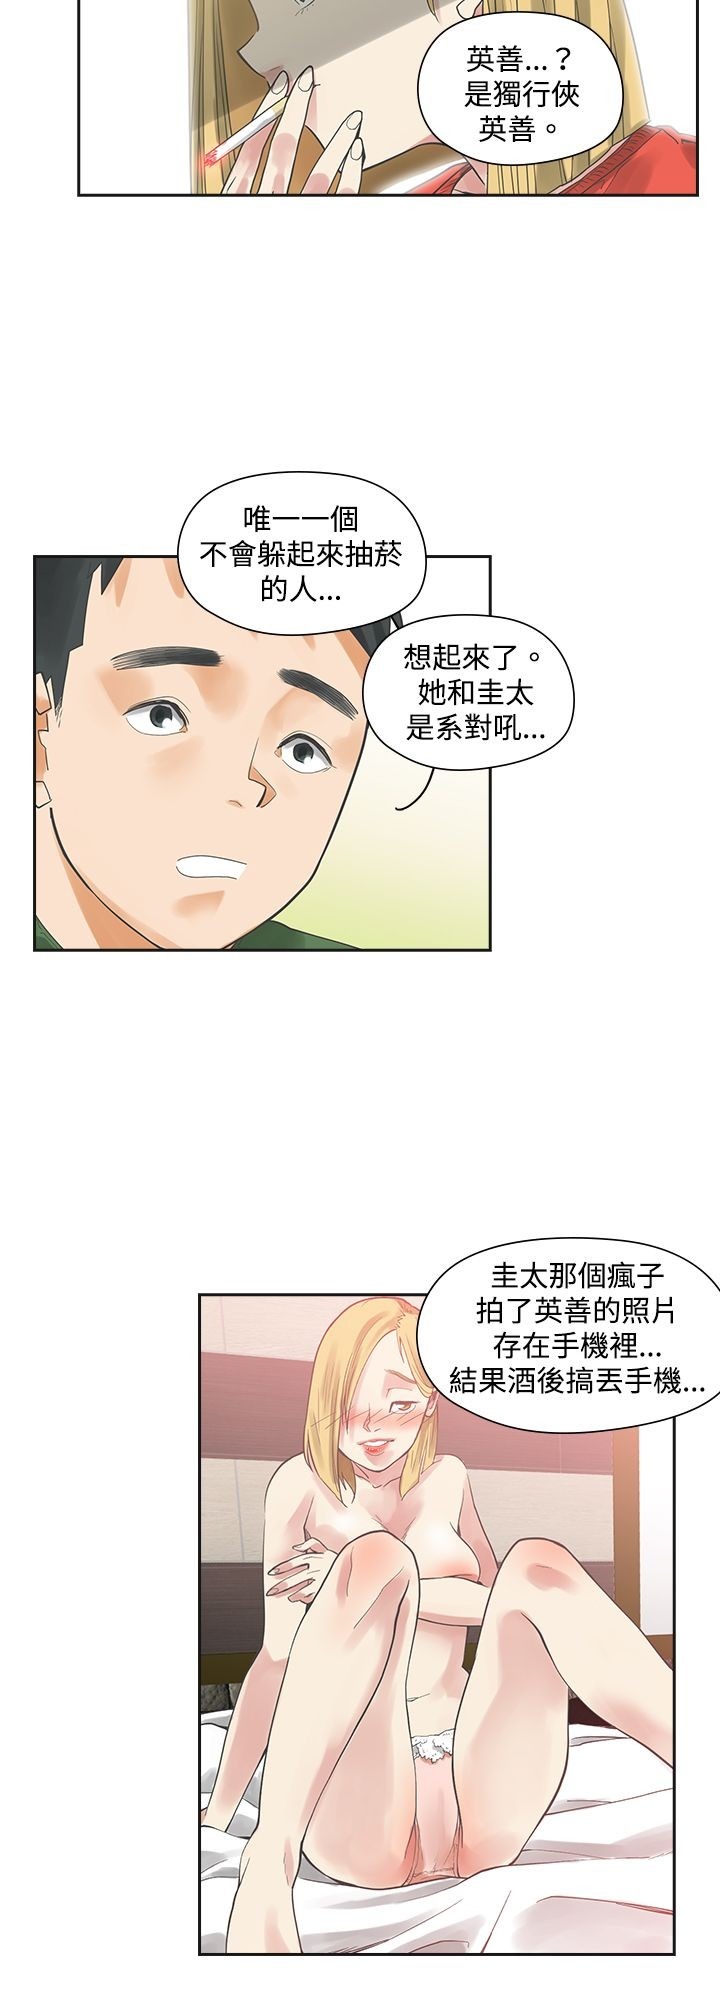 英善...？
是獨行俠
英善。
唯一一個
不會躲起來抽菸
的人...
想起來了。
她和圭太
是系對吼...
圭太那個瘋子
拍了英善的照片
存在手機裡...
結果酒後搞丟手機...